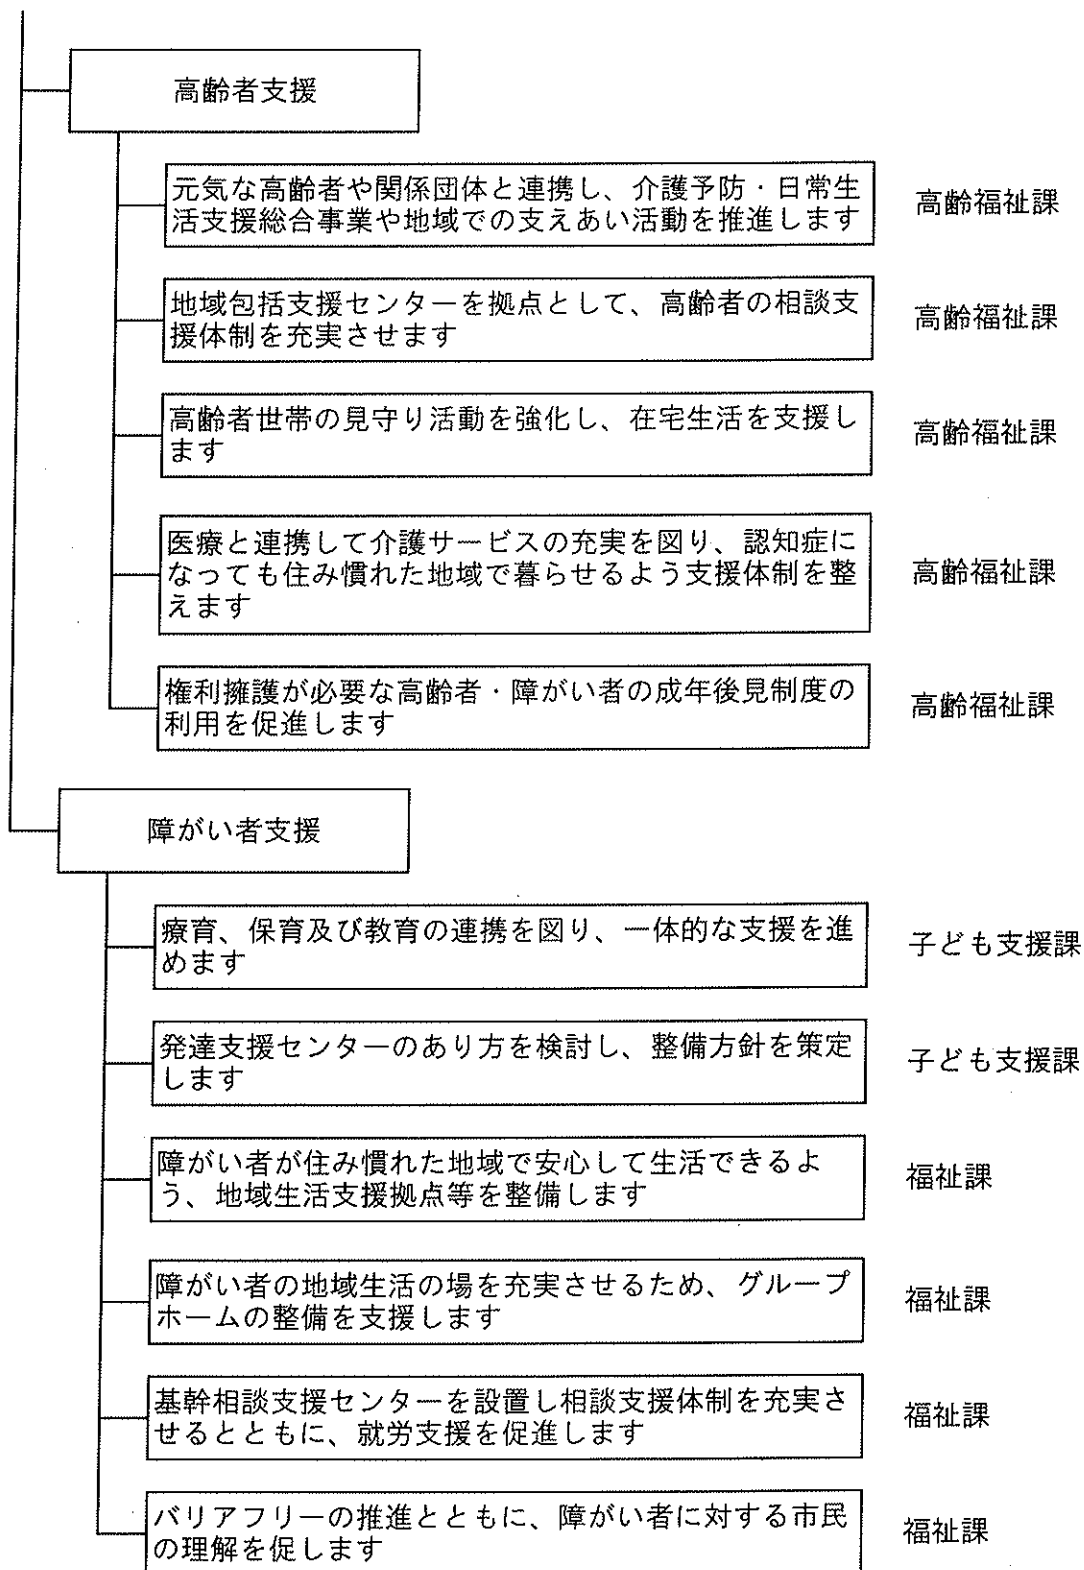 高齢者支援
元気な高齢者や関係団体と連携し、介護予防・日常生
活支援総合事業や地域での支えあい活動を推進します
高齢福祉課
地域包括支援センターを拠点として、高齢者の相談支
援体制を充実させます
高齢福祉課
高齢者世帯の見守り活動を強化し、在宅生活を支援し
ます
高齢福祉課
医療と連携して介護サービスの充実を図り、認知症に
なっても住み慣れた地域で暮らせるよう支援体制を整
えます
高齢福祉課
権利擁護が必要な高齢者・障がい者の成年後見制度の
利用を促進します
高齢福祉課
障がい者支援
療育、保育及び教育の連携を図り、一体的な支援を進
めます
子ども支援課
発達支援センターのあり方を検討し、整備方針を策定
します
子ども支援課
障がい者が住み慣れた地域で安心して生活できるよ
う、地域生活支援拠点等を整備します
福祉課
障がい者の地域生活の場を充実させるため、グループ
ホームの整備を支援します
福祉課
基幹相談支援センターを設置し相談支援体制を充実さ
せるとともに、就労支援を促進します
福祉課
バリアフリーの推進とともに、障がい者に対する市民
の理解を促します
福祉課